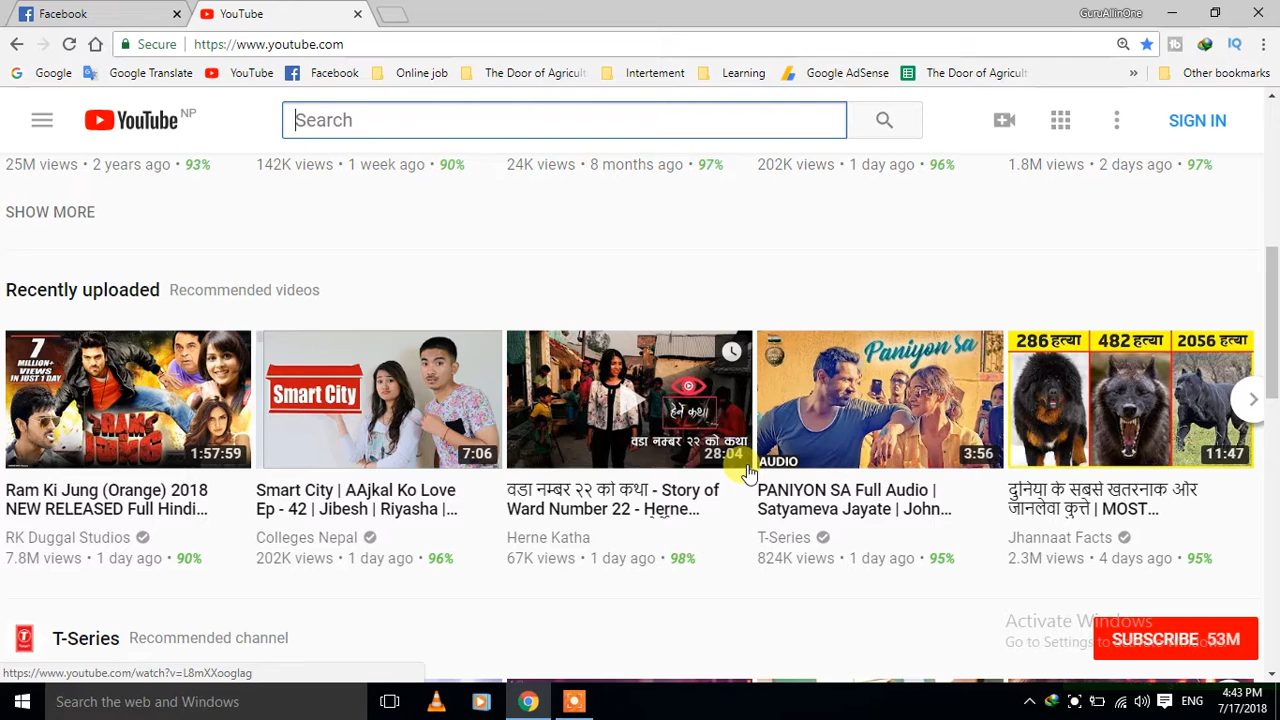 Facebook
YouTube
GuruAllinOne
Secure
https://www.youtube.com
Google
Google Translate
YouTube
Facebook
Online job
The Door of Agricult
Intertement
Learning
Google AdSense
The Door of Agricult
Other bookmarks
YouTube NP
Search
SIGN IN
25M views • 2 years ago • 93%
142K views • 1 week ago • 90%
24K views • 8 months ago • 97%
202K views • 1 day ago • 96%
1.8M views • 2 days ago • 97%
SHOW MORE
Recently uploaded Recommended videos
7
MILLION+
VIEWS
IN JUST 1 DAY
JUNG
1:57:59
Smart City
7:06
हेर्ने कथा
वडा नम्बर २२ को कथा
28:04
Paniyon sa
AUDIO
3:56
286 हत्या
482 हत्या
2056 हत्या
11:47
Ram Ki Jung (Orange) 2018
NEW RELEASED Full Hindi...
RK Duggal Studios
7.8M views • 1 day ago • 90%
Smart City | AAjkal Ko Love
Ep - 42 | Jibesh | Riyasha |...
Colleges Nepal
202K views • 1 day ago • 96%
वडा नम्बर २२ को कथा - Story of
Ward Number 22 - Herne...
Herne Katha
67K views • 1 day ago • 98%
PANIYON SA Full Audio |
Satyameva Jayate | John...
T-Series
824K views • 1 day ago • 95%
दुनिया के सबसे खतरनाक और
जानलेवा कुत्ते | MOST...
Jhannaat Facts
2.3M views • 4 days ago • 95%
T-Series Recommended channel
SUBSCRIBE 53M
Activate Windows
https://www.youtube.com/watch?v=L8mXXooglag
Search the web and Windows
ENG
4:43 PM
7/17/2018